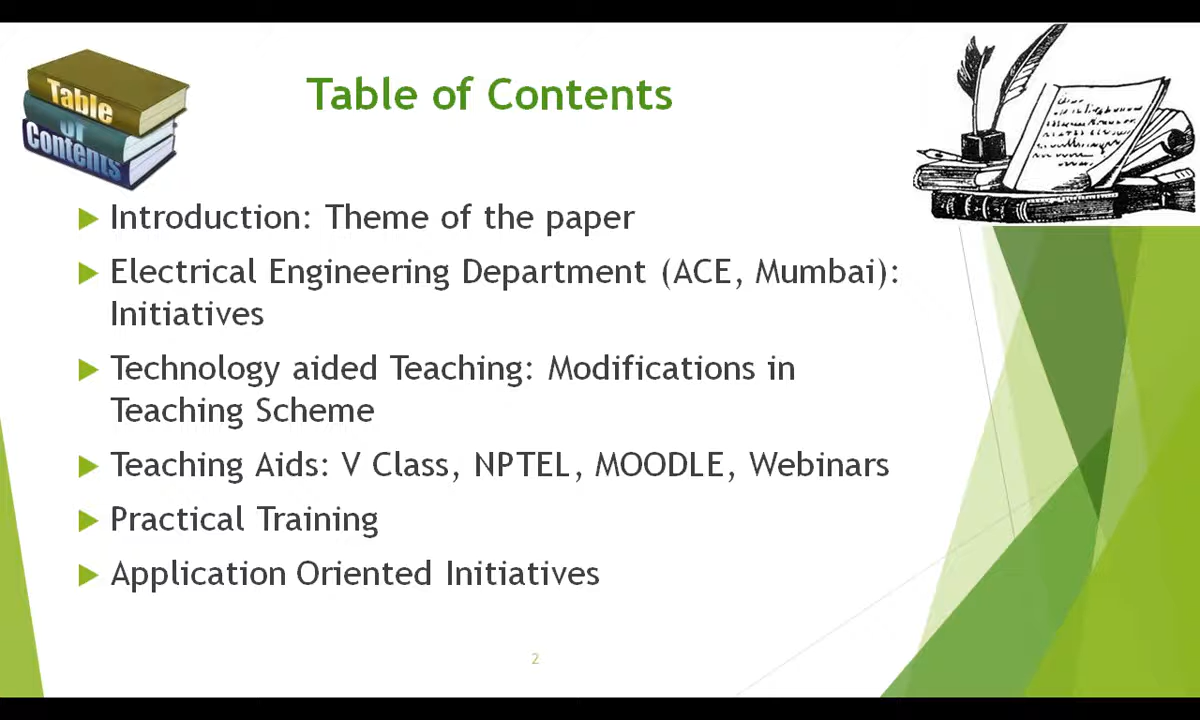 Table
of
Contents
Table of Contents
Introduction: Theme of the paper
Electrical Engineering Department (ACE, Mumbai):
Initiatives
Technology aided Teaching: Modifications in
Teaching Scheme
Teaching Aids: V Class, NPTEL, MOODLE, Webinars
Practical Training
Application Oriented Initiatives
2